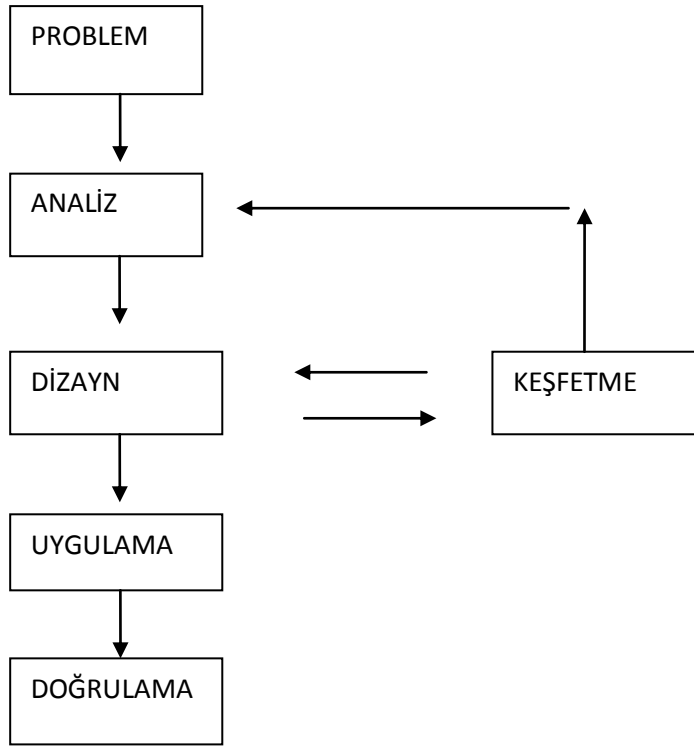 PROBLEM
ANALİZ
DİZAYN
KEŞFETME
UYGULAMA
DOĞRULAMA